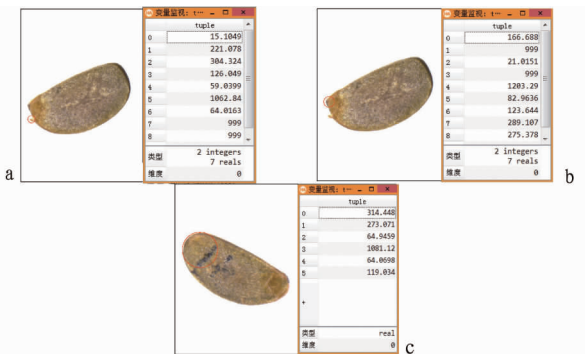 变量监视: t…
tuple
0 15.1049
1 221.078
2 304.324
3 126.049
4 59.0399
5 1062.84
6 64.0163
7 999
8 999
类型 2 integers
7 reals
维度 0
a
变量监视: t…
tuple
0 166.688
1 999
2 21.0151
3 999
4 1203.29
5 82.9636
6 123.644
7 289.107
8 275.378
类型 2 integers
7 reals
维度 0
b
变量监视: t…
tuple
0 314.448
1 273.071
2 64.9459
3 1081.12
4 64.0698
5 119.034
+
类型 real
维度 0
c